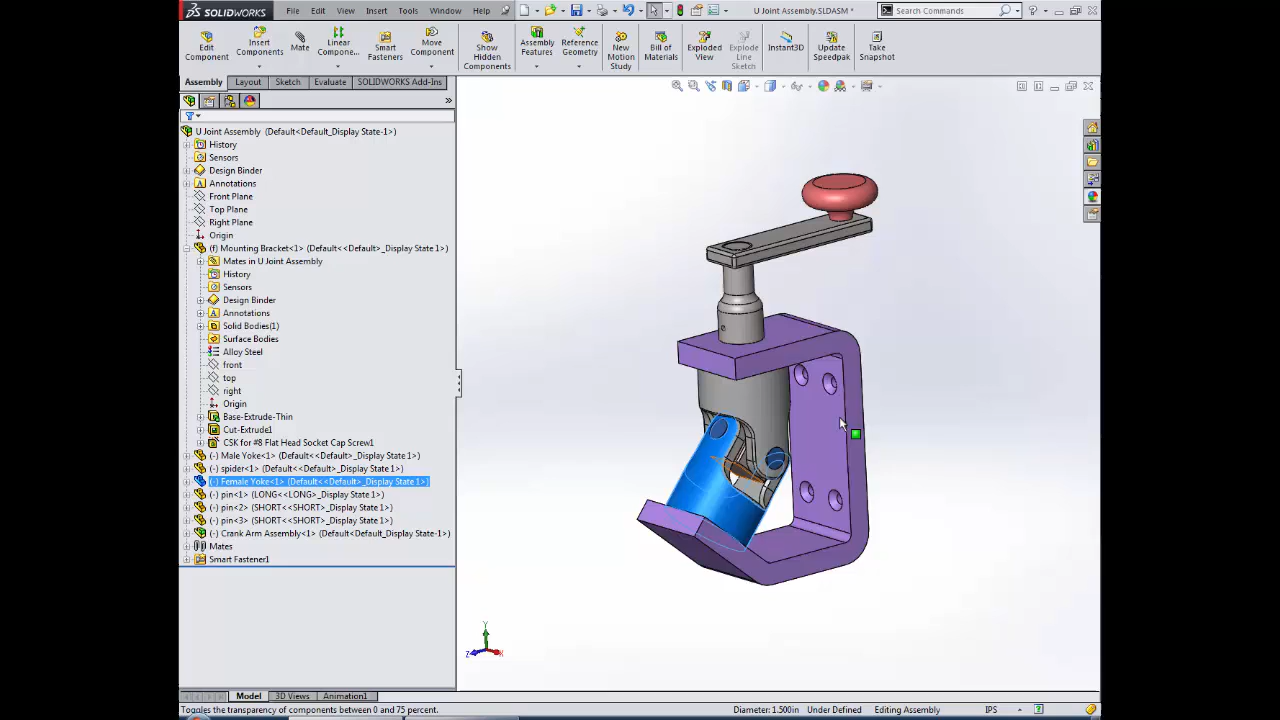 SOLIDWORKS File Edit View Insert Tools Window Help U Joint Assembly.SLDASM * Search Commands
Edit Component
Insert Components
Mate
Linear Compone...
Smart Fasteners
Move Component
Show Hidden Components
Assembly Features
Reference Geometry
New Motion Study
Bill of Materials
Exploded View
Explode Line Sketch
Instant3D
Update Speedpak
Take Snapshot
Assembly Layout Sketch Evaluate SOLIDWORKS Add-Ins
U Joint Assembly (Default<Default_Display State-1>)
History
Sensors
Design Binder
Annotations
Front Plane
Top Plane
Right Plane
Origin
(f) Mounting Bracket<1> (Default<<Default>_Display State 1>)
Mates in U Joint Assembly
History
Sensors
Design Binder
Annotations
Solid Bodies(1)
Surface Bodies
Alloy Steel
front
top
right
Origin
Base-Extrude-Thin
Cut-Extrude1
CSK for #8 Flat Head Socket Cap Screw1
(-) Male Yoke<1> (Default<<Default>_Display State 1>)
(-) spider<1> (Default<<Default>_Display State 1>)
(-) Female Yoke<1> (Default<<Default>_Display State 1>)
(-) pin<1> (LONG<<LONG>_Display State 1>)
(-) pin<2> (SHORT<<SHORT>_Display State 1>)
(-) pin<3> (SHORT<<SHORT>_Display State 1>)
(-) Crank Arm Assembly<1> (Default<Default_Display State-1>)
Mates
Smart Fastener1
Y
Z X
Model 3D Views Animation1
Toggles the transparency of components between 0 and 75 percent. Diameter: 1.500in Under Defined Editing Assembly IPS